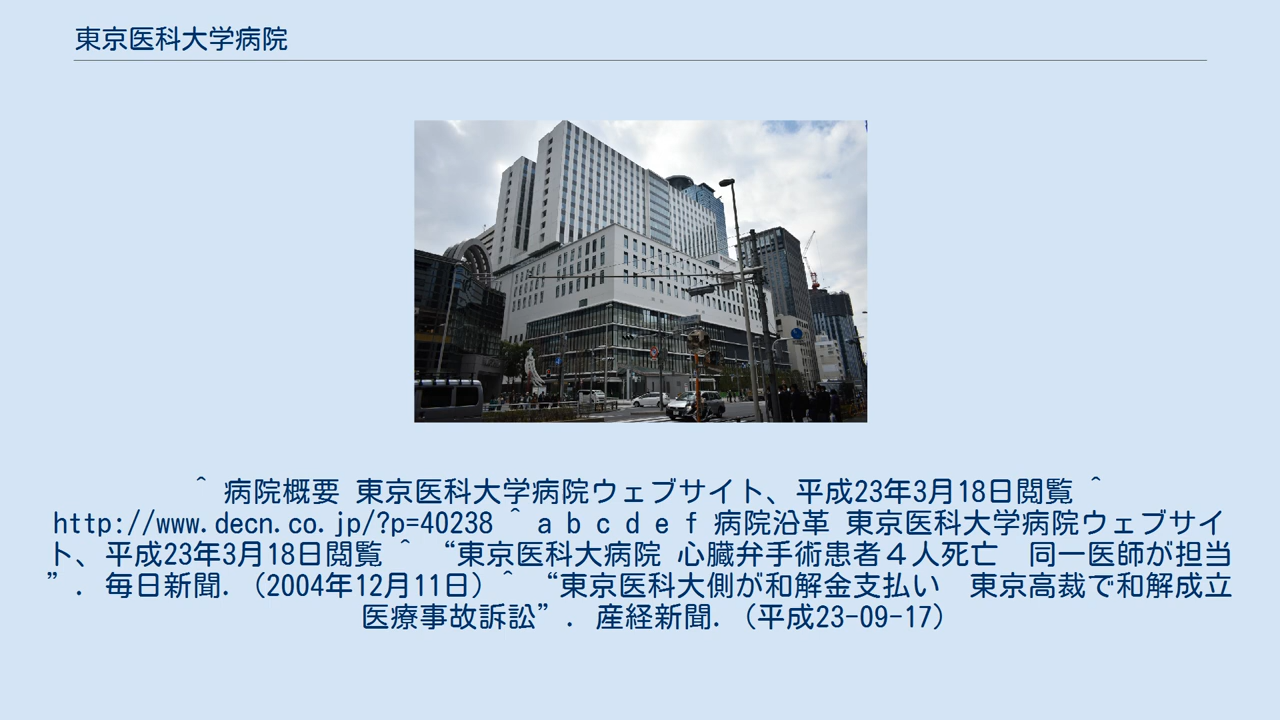 東京医科大学病院
^ 病院概要 東京医科大学病院ウェブサイト、平成23年3月18日閲覧 ^
http://www.decn.co.jp/?p=40238 ^ a b c d e f 病院沿革 東京医科大学病院ウェブサイ
ト、平成23年3月18日閲覧 ^ “東京医科大病院 心臓弁手術患者４人死亡　同一医師が担当
”. 毎日新聞. (2004年12月11日) ^ “東京医科大側が和解金支払い　東京高裁で和解成立
医療事故訴訟”. 産経新聞. (平成23-09-17)